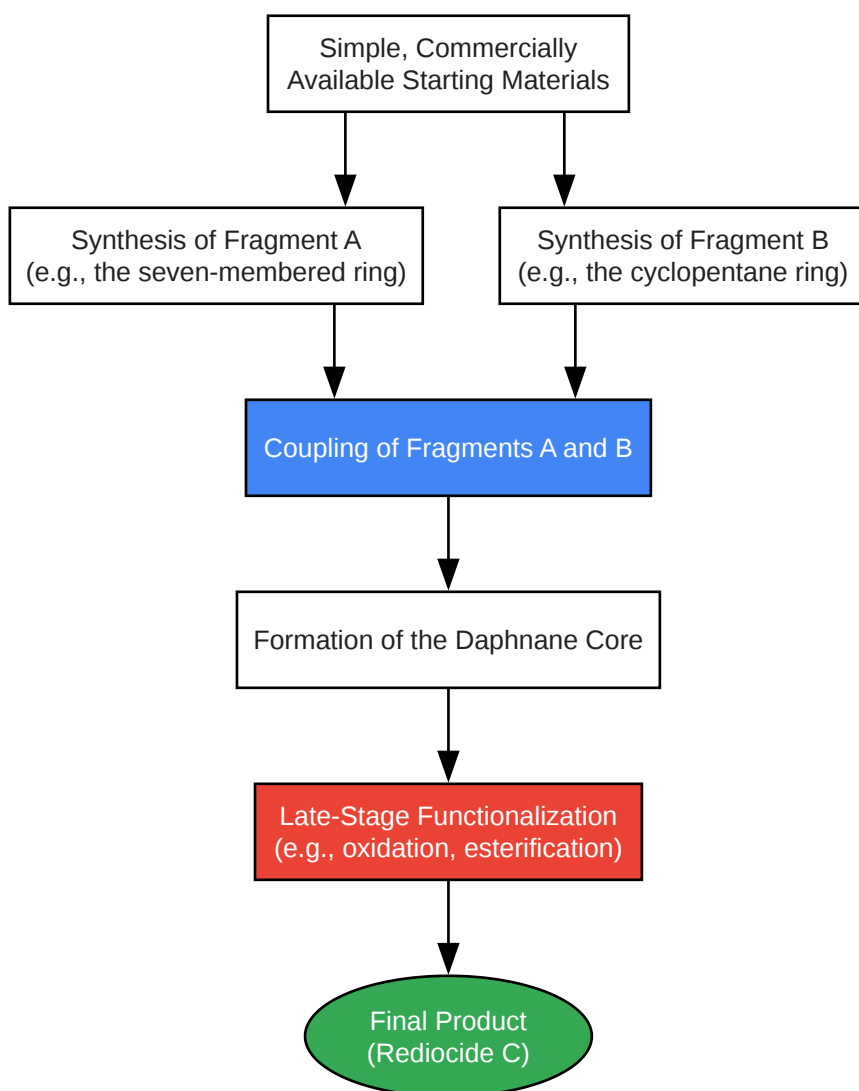 Simple, Commercially
Available Starting Materials
Synthesis of Fragment A
(e.g., the seven-membered ring)
Synthesis of Fragment B
(e.g., the cyclopentane ring)
Coupling of Fragments A and B
Formation of the Daphnane Core
Late-Stage Functionalization
(e.g., oxidation, esterification)
Final Product
(Rediocide C)